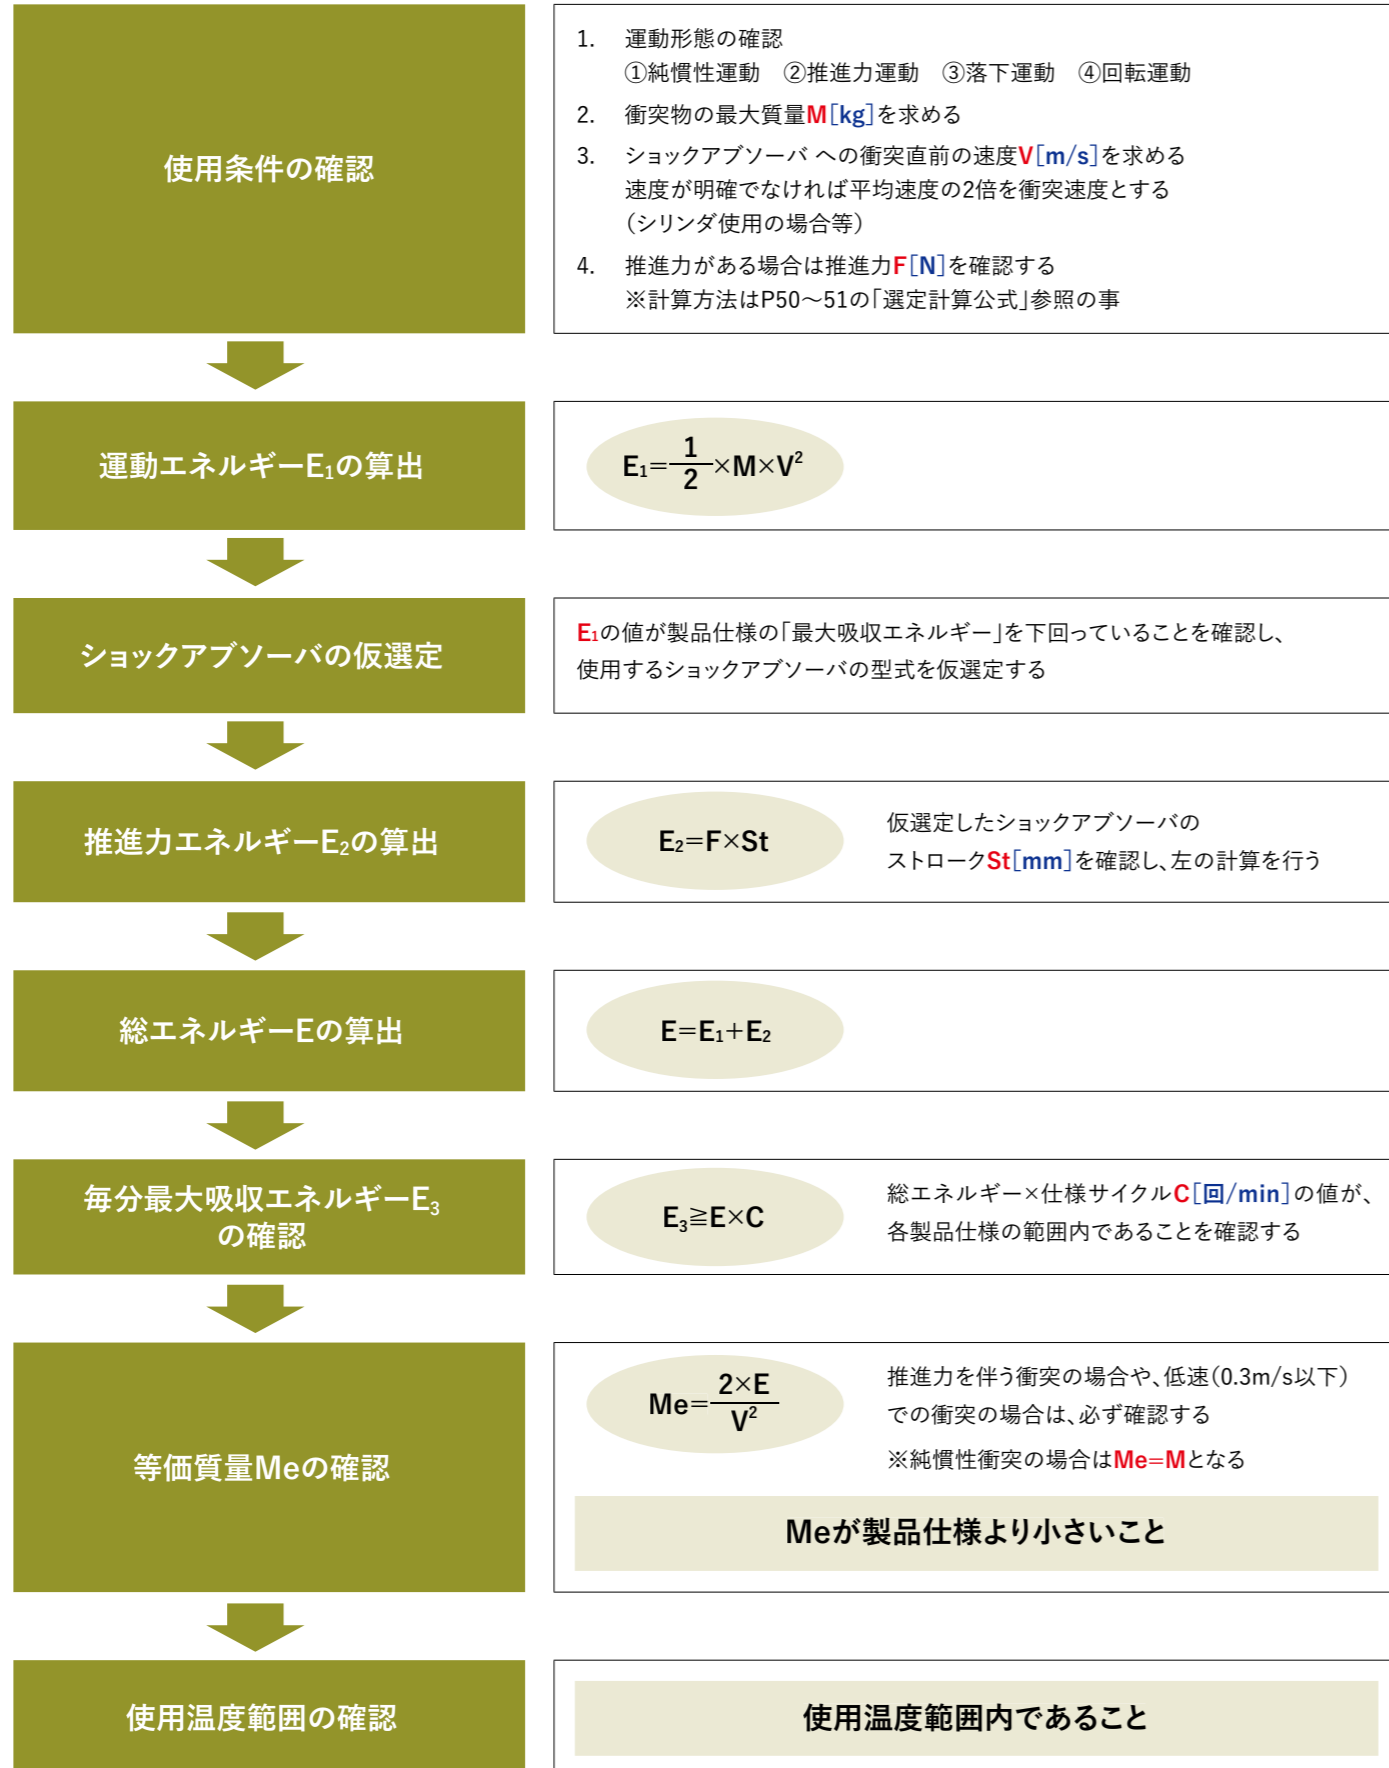 使用条件の確認
1. 運動形態の確認
①純慣性運動 ②推進力運動 ③落下運動 ④回転運動
2. 衝突物の最大質量M[kg]を求める
3. ショックアブソーバ への衝突直前の速度V[m/s]を求める
速度が明確でなければ平均速度の2倍を衝突速度とする
（シリンダ使用の場合等）
4. 推進力がある場合は推進力F[N]を確認する
※計算方法はP50～51の「選定計算公式」参照の事
運動エネルギーE₁の算出
E₁=1/2×M×V²
ショックアブソーバの仮選定
E₁の値が製品仕様の「最大吸収エネルギー」を下回っていることを確認し、
使用するショックアブソーバの型式を仮選定する
推進力エネルギーE₂の算出
E₂=F×St
仮選定したショックアブソーバの
ストロークSt[mm]を確認し、左の計算を行う
総エネルギーEの算出
E=E₁+E₂
毎分最大吸収エネルギーE₃
の確認
E₃≧E×C
総エネルギー×仕様サイクルC[回/min]の値が、
各製品仕様の範囲内であることを確認する
等価質量Meの確認
Me=2×E/V²
推進力を伴う衝突の場合や、低速（0.3m/s以下）
での衝突の場合は、必ず確認する
※純慣性衝突の場合はMe=Mとなる
Meが製品仕様より小さいこと
使用温度範囲の確認
使用温度範囲内であること